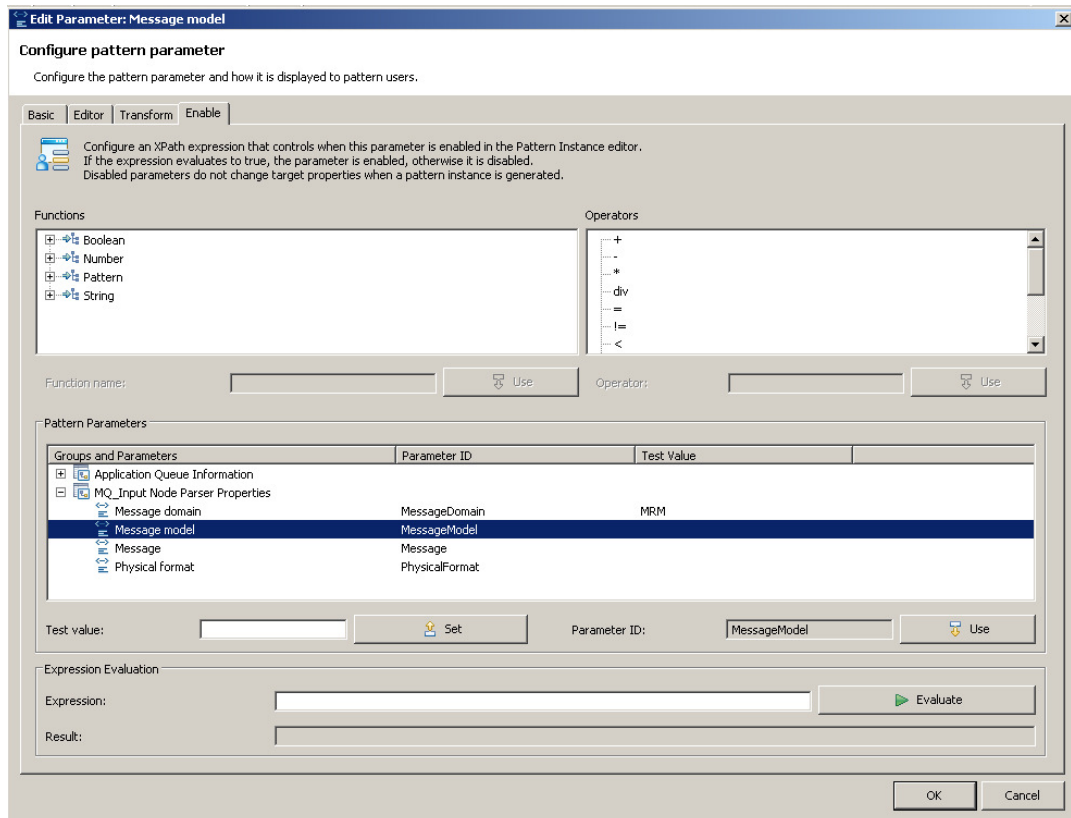 Edit Parameter: Message model
Configure pattern parameter
Configure the pattern parameter and how it is displayed to pattern users.
Basic Editor Transform Enable
Configure an XPath expression that controls when this parameter is enabled in the Pattern Instance editor.
If the expression evaluates to true, the parameter is enabled, otherwise it is disabled.
Disabled parameters do not change target properties when a pattern instance is generated.
Functions Operators
Boolean +
Number -
Pattern *
String div
=
!=
<
Function name: Use Operator: Use
Pattern Parameters
Groups and Parameters Parameter ID Test Value
Application Queue Information
MQ_Input Node Parser Properties
Message domain MessageDomain MRM
Message model MessageModel
Message Message
Physical format PhysicalFormat
Test value: Set Parameter ID: MessageModel Use
Expression Evaluation
Expression: Evaluate
Result:
OK Cancel